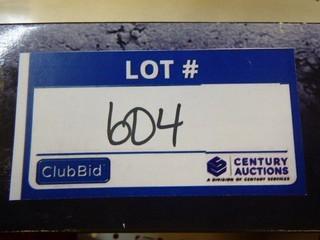 LOT #
604
ClubBid
CENTURY
AUCTIONS
A DIVISION OF CENTURY SERVICES